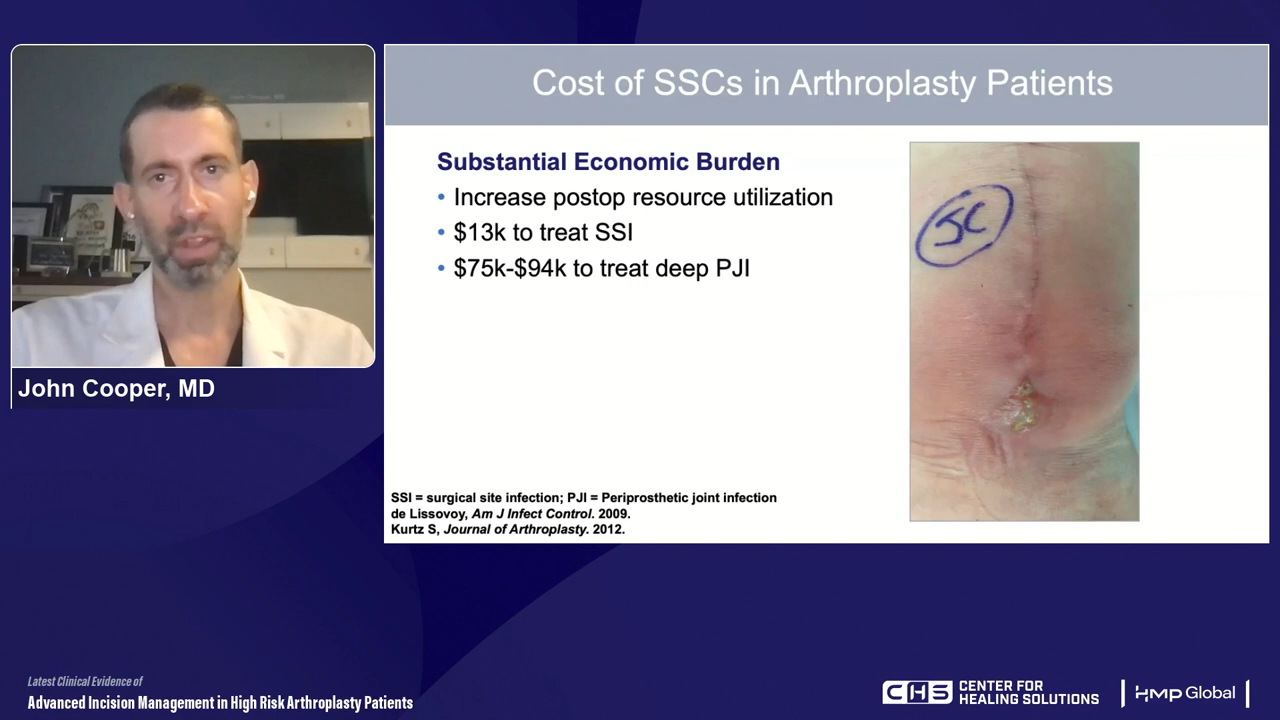 Cost of SSCs in Arthroplasty Patients
Substantial Economic Burden
• Increase postop resource utilization
• $13k to treat SSI
• $75k-$94k to treat deep PJI
JC
SSI = surgical site infection; PJI = Periprosthetic joint infection
de Lissovoy, Am J Infect Control. 2009.
Kurtz S, Journal of Arthroplasty. 2012.
John Cooper, MD
Latest Clinical Evidence of
Advanced Incision Management in High Risk Arthroplasty Patients
CHS CENTER FOR
HEALING SOLUTIONS
HMP Global